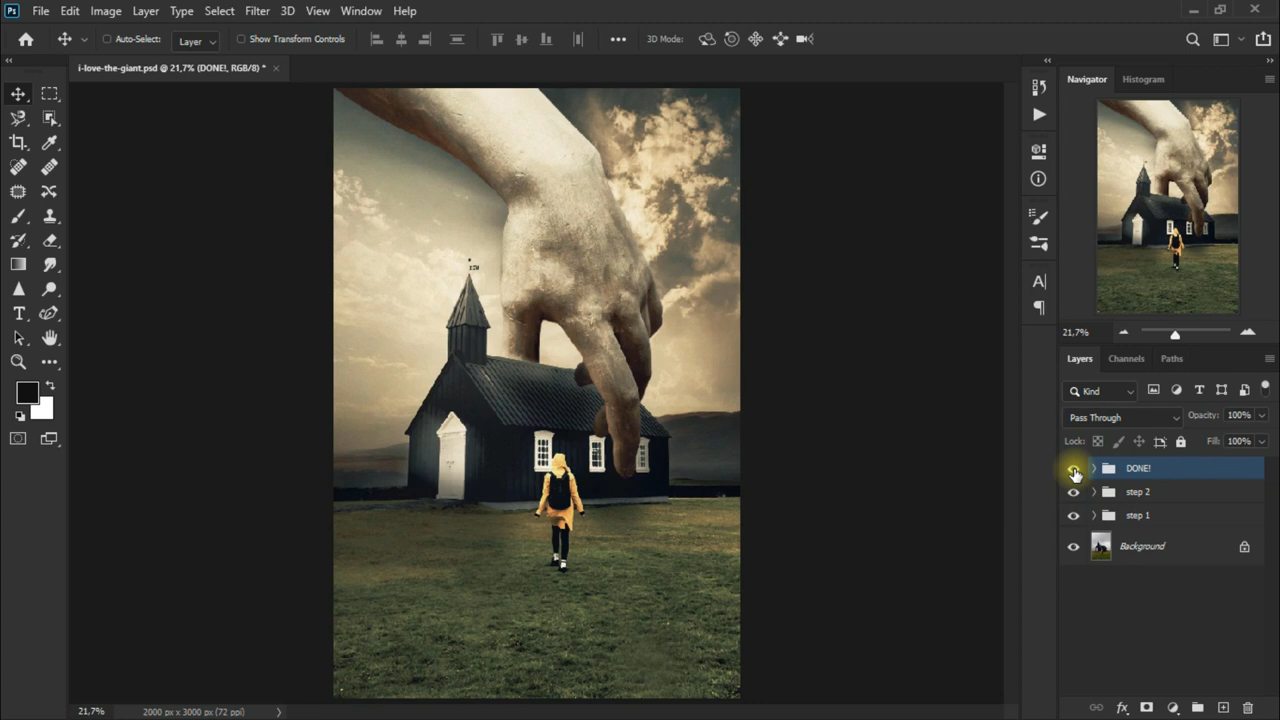 Ps File Edit Image Layer Type Select Filter 3D View Window Help
Auto-Select: Layer Show Transform Controls 3D Mode:
i-love-the-giant.psd @ 21,7% (DONE!, RGB/8) *
Navigator Histogram
21,7%
Layers Channels Paths
Kind
Pass Through Opacity: 100%
Lock: Fill: 100%
DONE!
step 2
step 1
Background
21,7% 2000 px x 3000 px (72 ppi)